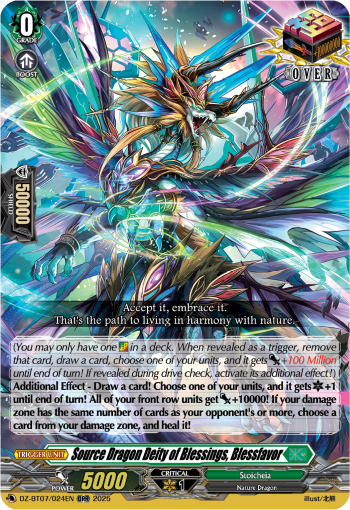 0
GRADE
BOOST
+100000000
OVER
SHIELD
50000
Accept it, embrace it.
That's the path to living in harmony with nature.
(You may only have one in a deck. When revealed as a trigger, remove
that card, draw a card, choose one of your units, and it gets +100 Million
until end of turn! If revealed during drive check, activate its additional effect!)
Additional Effect - Draw a card! Choose one of your units, and it gets +1
until end of turn! All of your front row units get +10000! If your damage
zone has the same number of cards as your opponent's or more, choose a
card from your damage zone, and heal it!
TRIGGER UNIT
Source Dragon Deity of Blessings, Blessfavor
POWER
5000
CRITICAL
1
Stoicheia
Nature Dragon
DZ-BT07/024EN
2025
illust/北熊